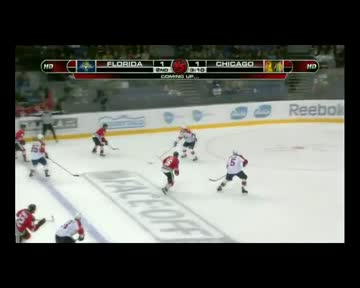 HD FLORIDA 1 1 CHICAGO HD
2ND 3:10
COMING UP...
Reebok
FACEOFF